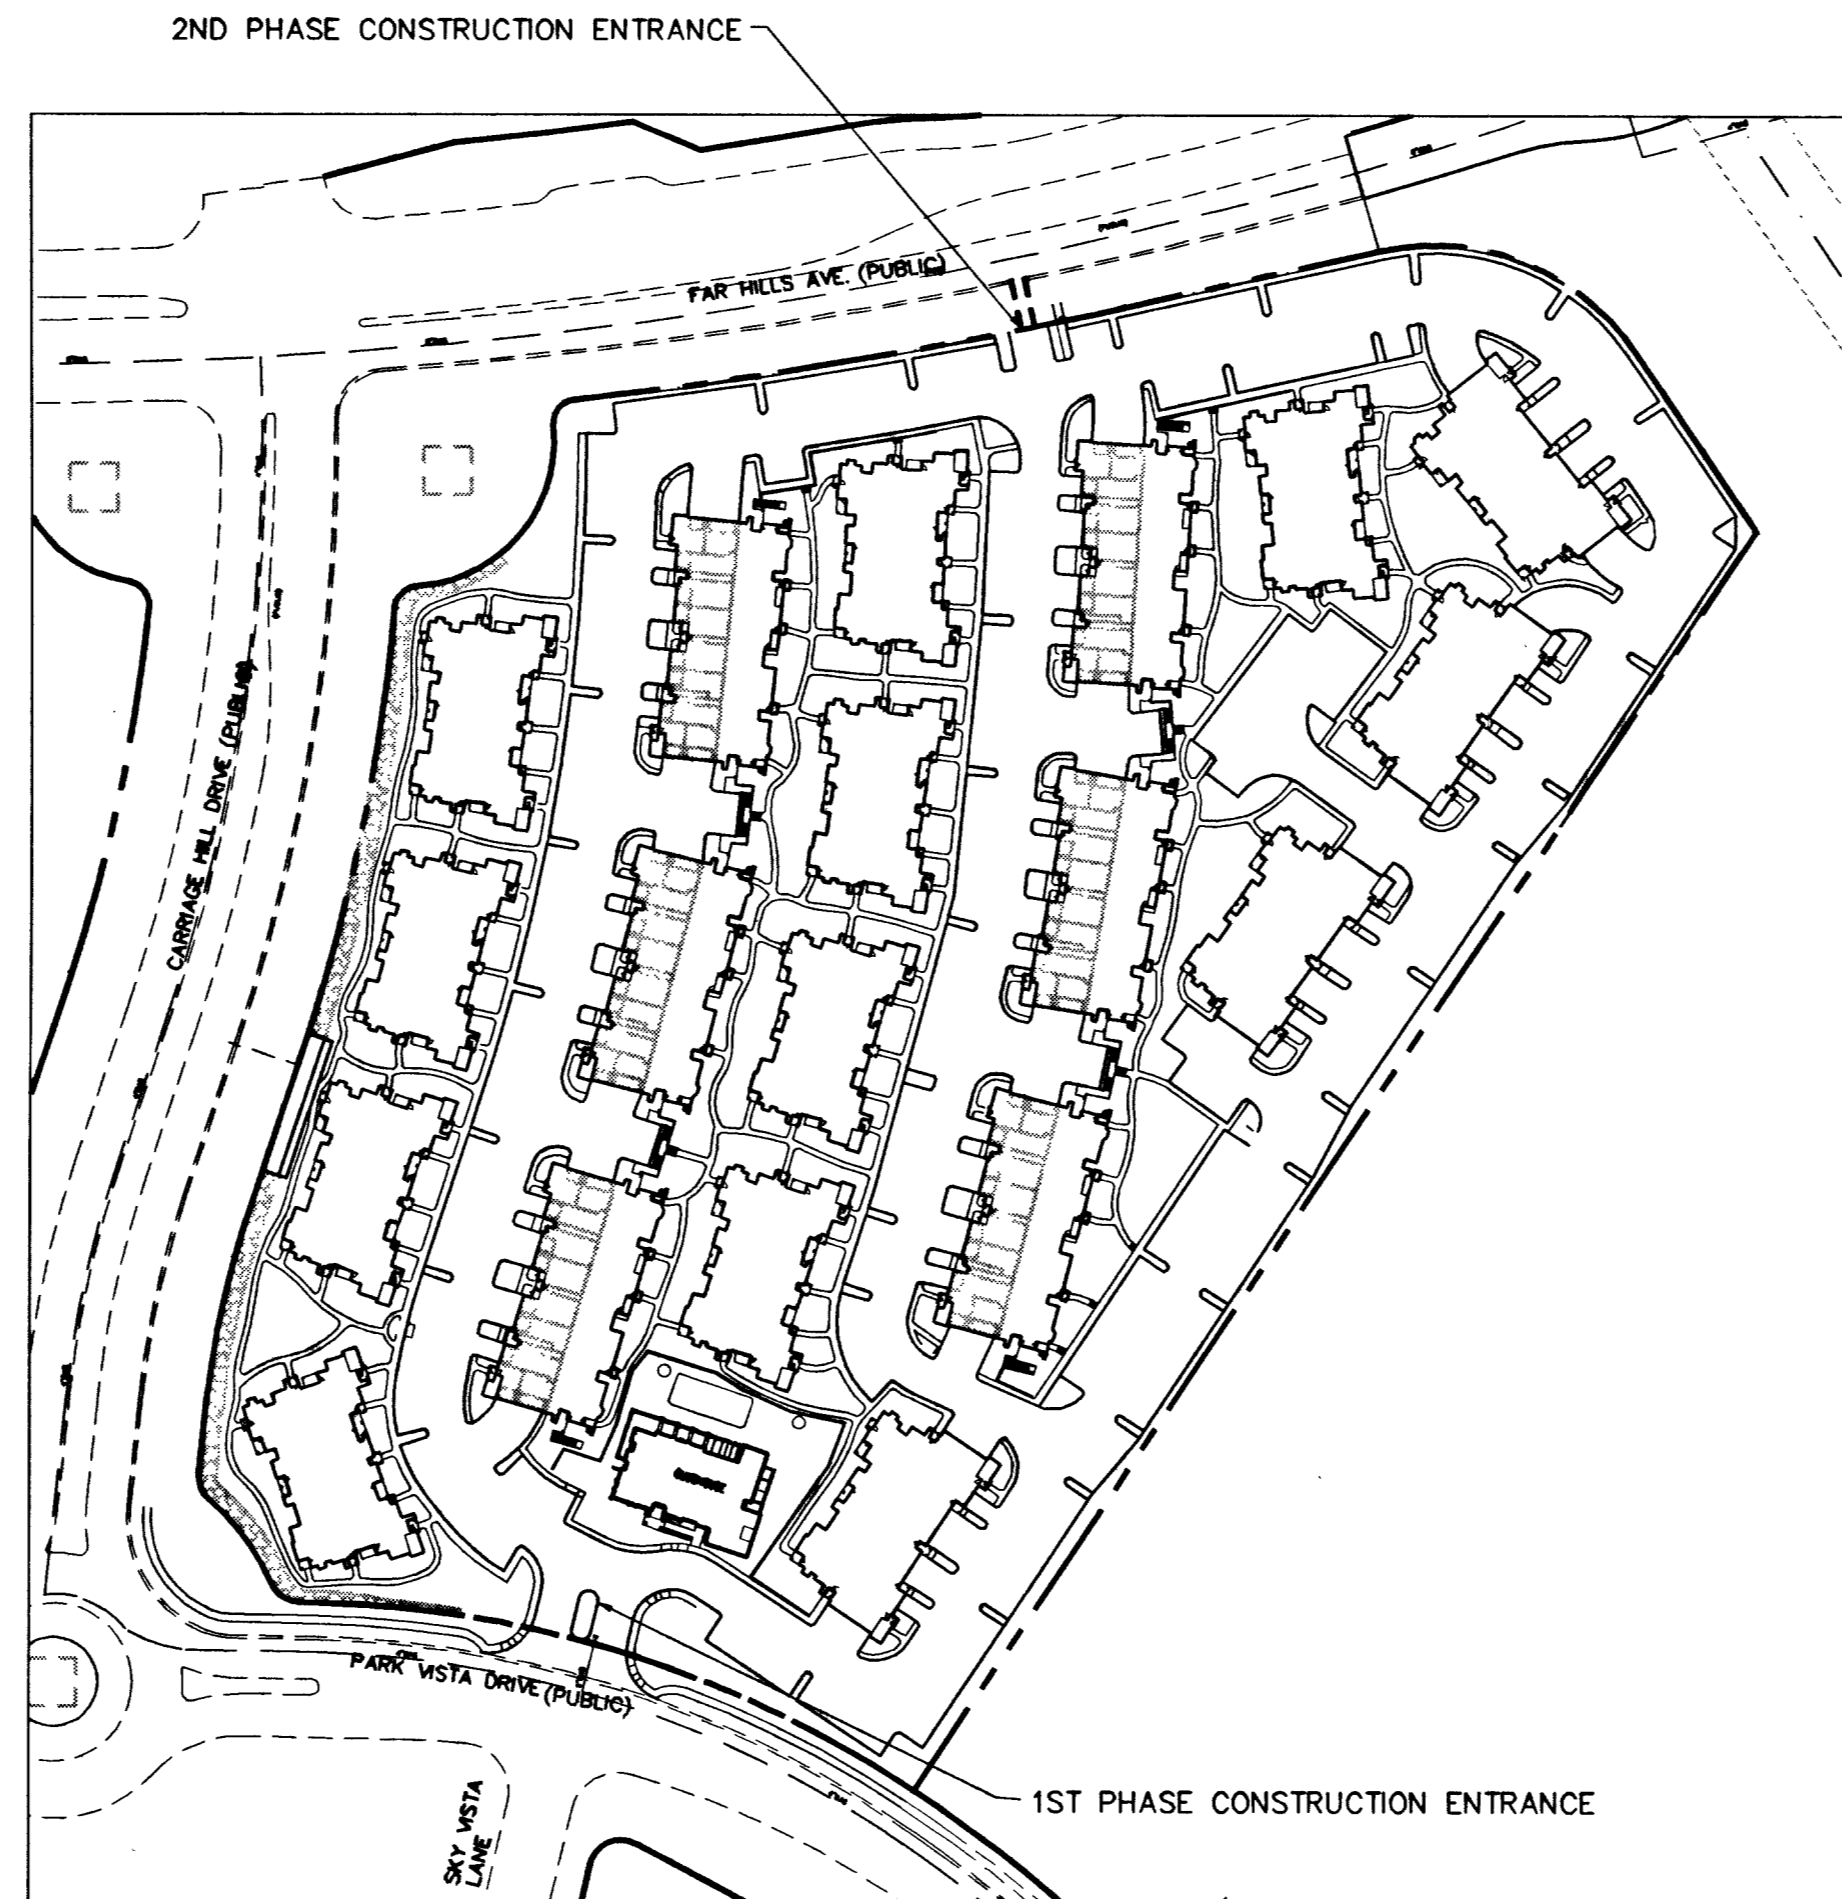 2ND PHASE CONSTRUCTION ENTRANCE
FAR HILLS AVE. (PUBLIC)
CARRIAGE HILL DRIVE (PUBLIC)
PARK VISTA DRIVE (PUBLIC)
1ST PHASE CONSTRUCTION ENTRANCE
SKY VISTA
LANE